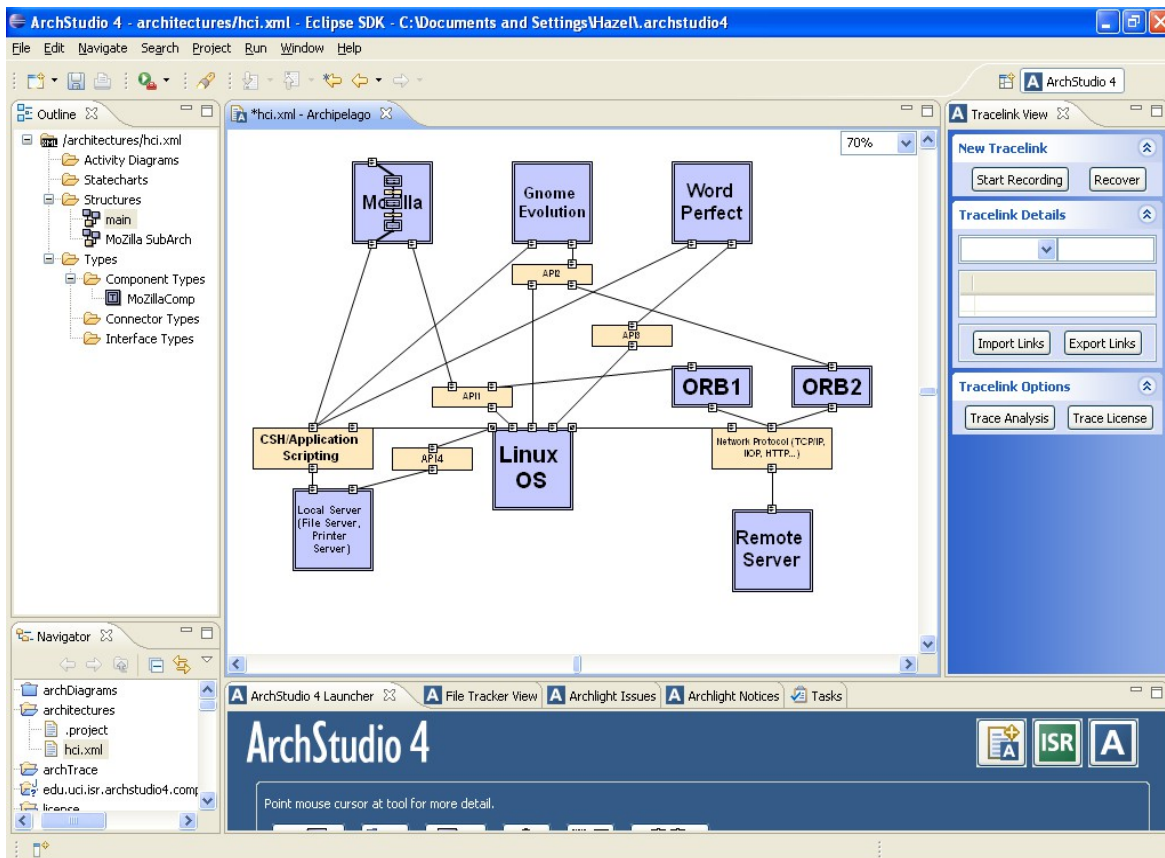 ArchStudio 4 - architectures/hci.xml - Eclipse SDK - C:\Documents and Settings\Hazel\.archstudio4
File Edit Navigate Search Project Run Window Help
ArchStudio 4
Outline
/architectures/hci.xml
Activity Diagrams
Statecharts
Structures
main
MoZilla SubArch
Types
Component Types
MoZillaComp
Connector Types
Interface Types
*hci.xml - Archipelago
70%
Gnome
Evolution
Word
Perfect
API2
API3
ORB1
ORB2
API1
CSH/Application
Scripting
API4
Linux
OS
Network Protocol (TCP/IP,
IIOP, HTTP...)
Local Server
(File Server,
Printer
Server)
Remote
Server
Tracelink View
New Tracelink
Start Recording
Recover
Tracelink Details
Import Links
Export Links
Tracelink Options
Trace Analysis
Trace License
Navigator
archDiagrams
architectures
.project
hci.xml
archTrace
edu.uci.isr.archstudio4.comp
license
ArchStudio 4 Launcher
File Tracker View
Archlight Issues
Archlight Notices
Tasks
ArchStudio 4
ISR
A
Point mouse cursor at tool for more detail.